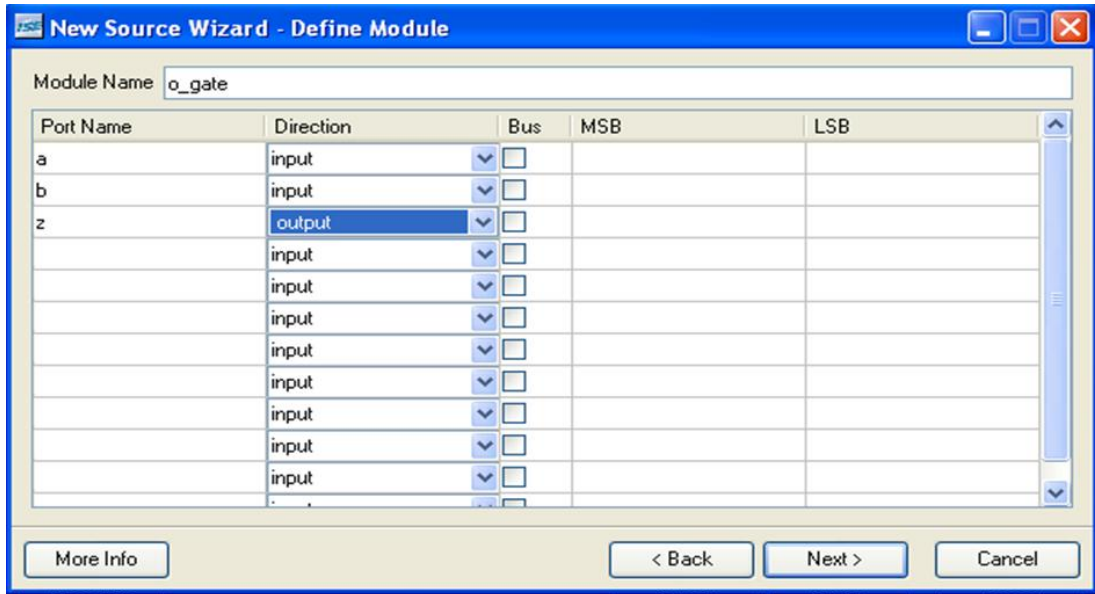 ISE New Source Wizard - Define Module
Module Name o_gate
Port Name Direction Bus MSB LSB
a input
b input
z output
input
input
input
input
input
input
input
input
More Info < Back Next > Cancel